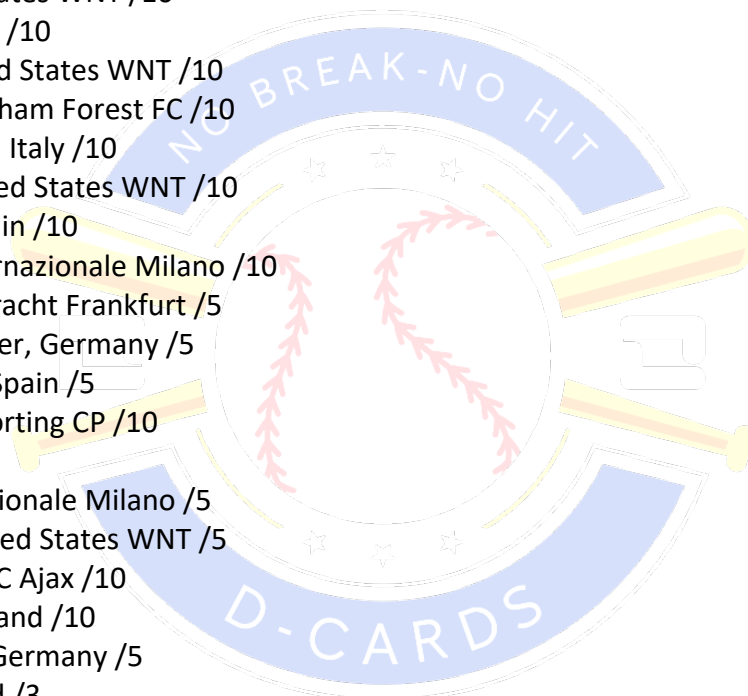 /10
/10
d States WNT /10
ham Forest FC /10
Italy /10
ed States WNT /10
in /10
rnazionale Milano /10
racht Frankfurt /5
er, Germany /5
Spain /5
orting CP /10
ionale Milano /5
ed States WNT /5
C Ajax /10
and /10
Germany /5
/3
NO BREAK-NO HIT
D-CARDS